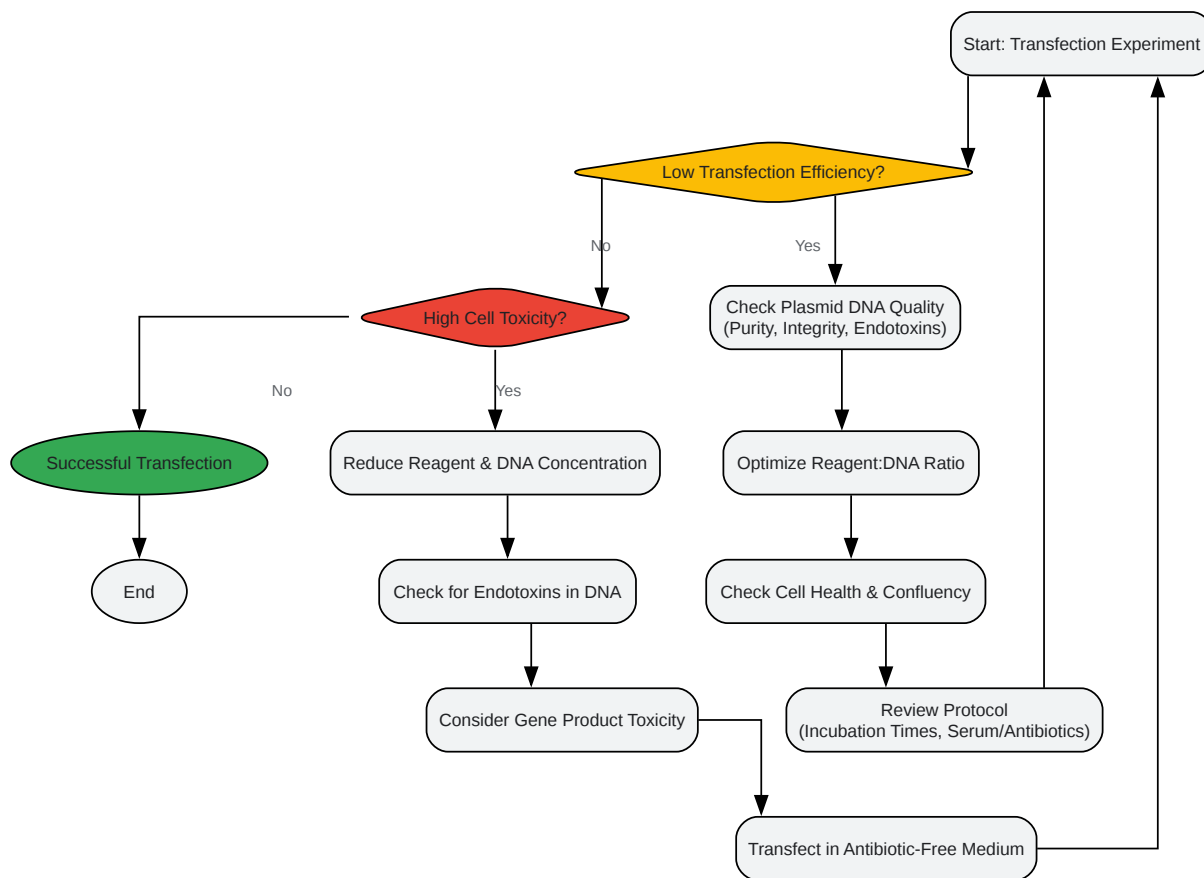 Start: Transfection Experiment
Low Transfection Efficiency?
No
Yes
Check Plasmid DNA Quality
(Purity, Integrity, Endotoxins)
High Cell Toxicity?
No
Yes
Successful Transfection
Reduce Reagent & DNA Concentration
Optimize Reagent:DNA Ratio
End
Check for Endotoxins in DNA
Check Cell Health & Confluency
Consider Gene Product Toxicity
Review Protocol
(Incubation Times, Serum/Antibiotics)
Transfect in Antibiotic-Free Medium